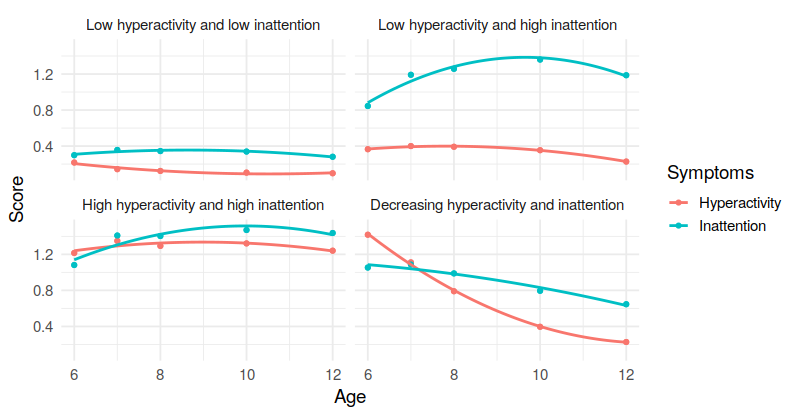 Low hyperactivity and low inattention
Low hyperactivity and high inattention
1.2
0.8
0.4
High hyperactivity and high inattention
Decreasing hyperactivity and inattention
1.2
0.8
0.4
6 8 10 12 6 8 10 12
Age
Score
Symptoms
Hyperactivity
Inattention